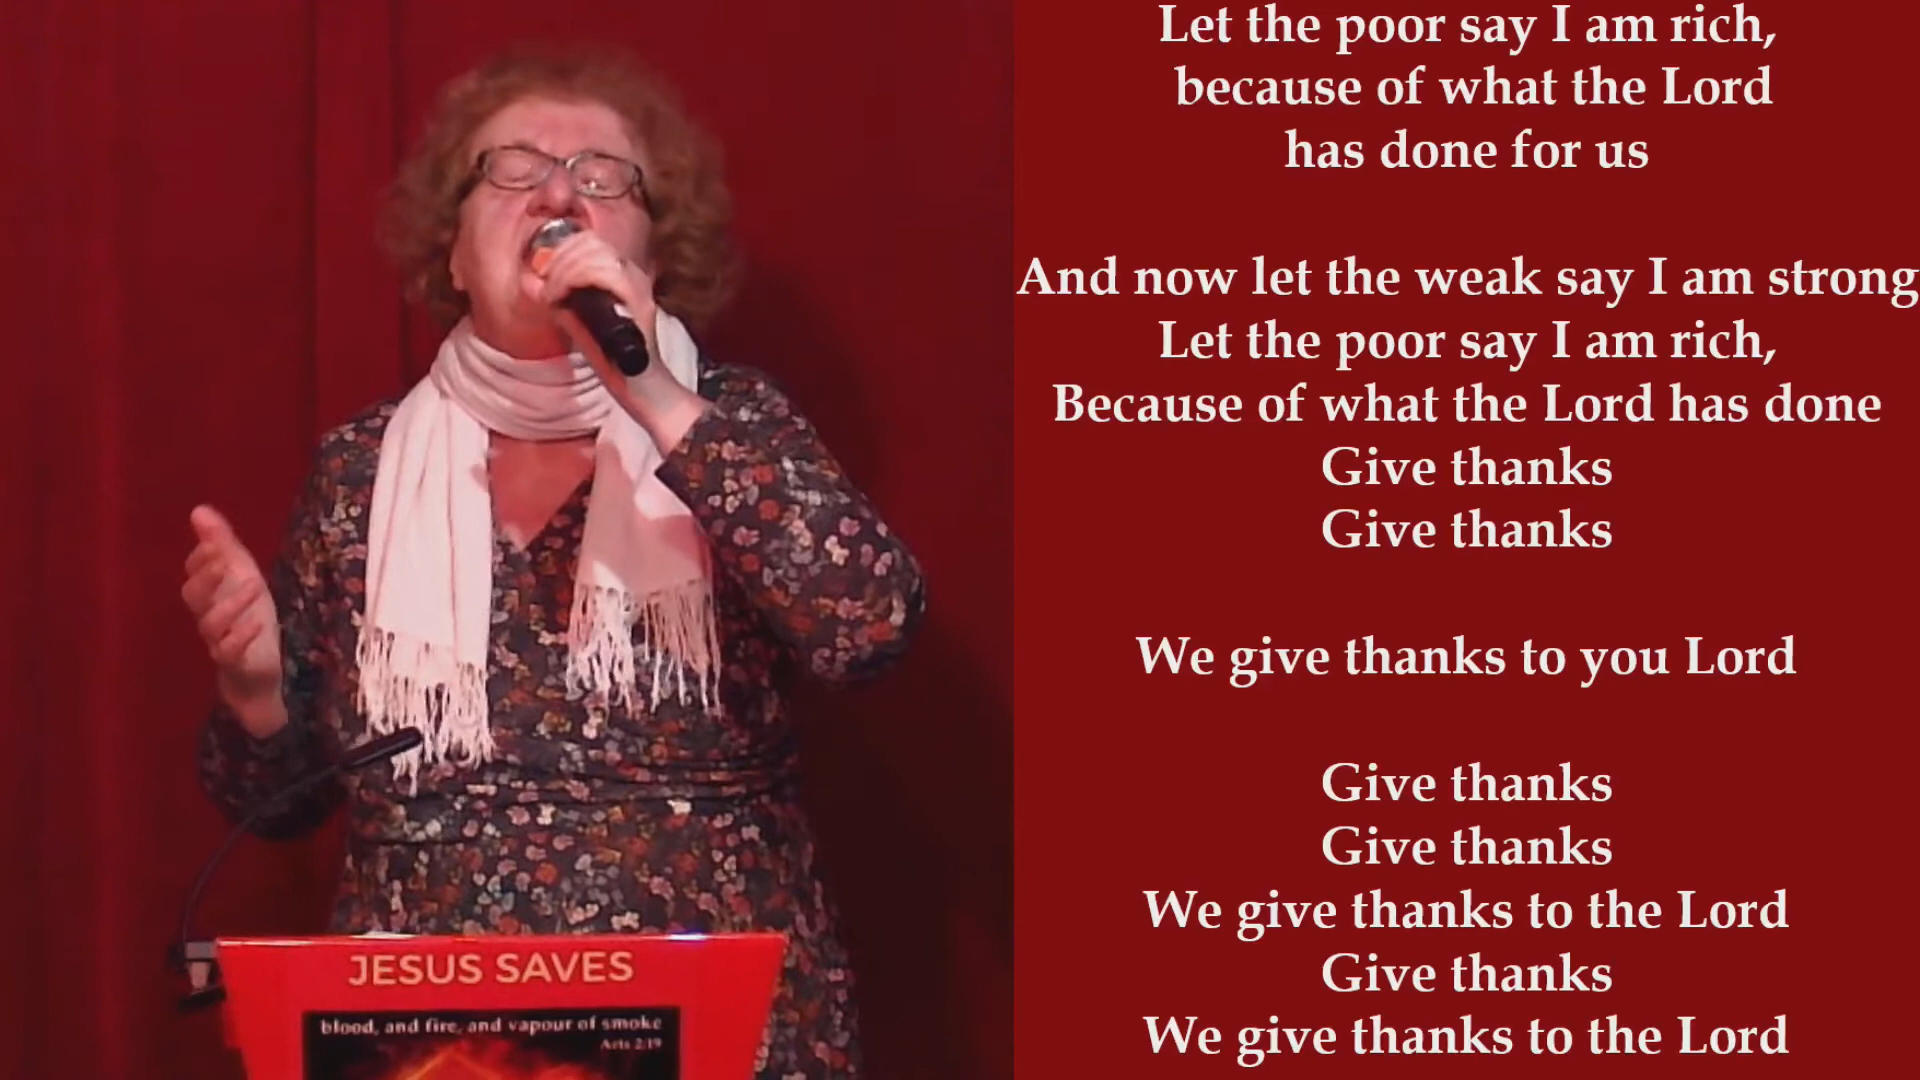 Let the poor say I am rich,
because of what the Lord
has done for us
And now let the weak say I am strong
Let the poor say I am rich,
Because of what the Lord has done
Give thanks
Give thanks
We give thanks to you Lord
Give thanks
Give thanks
We give thanks to the Lord
Give thanks
We give thanks to the Lord
JESUS SAVES
blood, and fire, and vapour of smoke
Acts 2:19